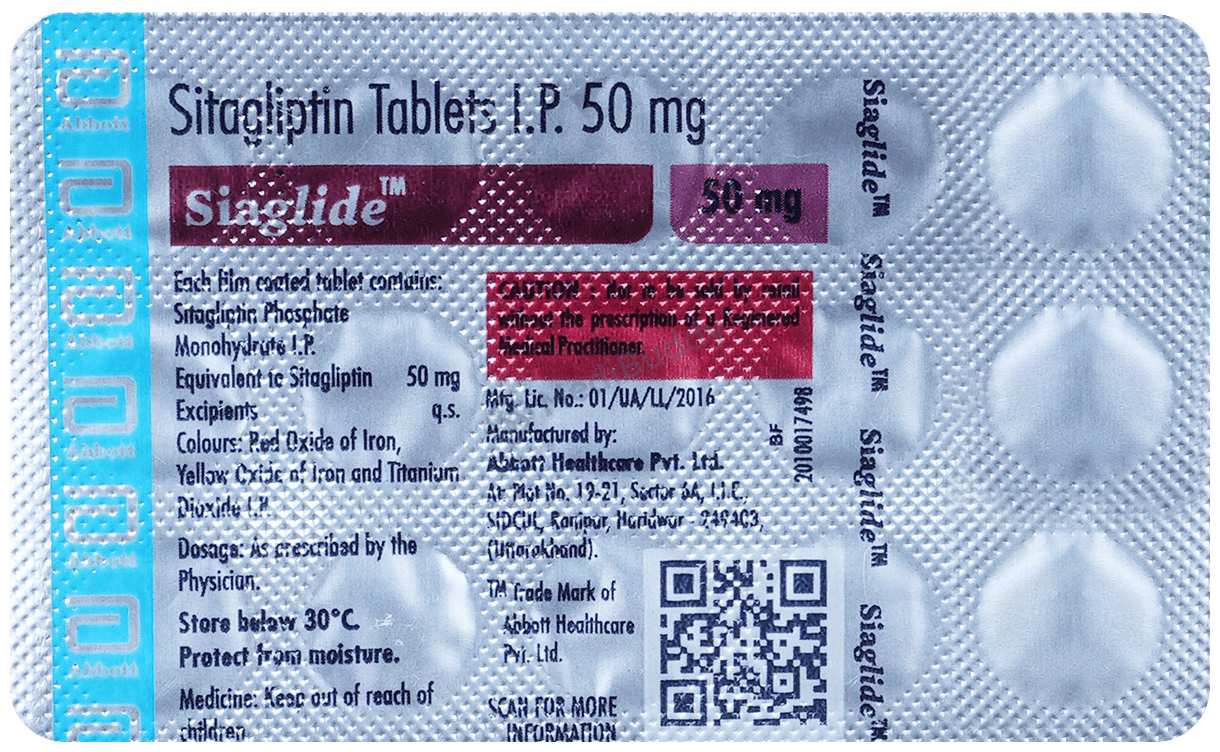 Abbott
Abbott
Abbott
Abbott
Abbott
Abbott
Sitagliptin Tablets I.P. 50 mg
Siaglide™
50 mg
Each film coated tablet contains:
Sitagliptin Phosphate
Monohydrate I.P.
Equivalent to Sitagliptin 50 mg
Excipients q.s.
Colours: Red Oxide of Iron,
Yellow Oxide of Iron and Titanium
Dioxide I.P.
Dosage: As prescribed by the
Physician.
Store below 30°C.
Protect from moisture.
Medicine: Keep out of reach of
children
CAUTION : Not to be sold by retail
without the prescription of a Registered
Medical Practitioner.
Mfg. Lic. No.: 01/UA/LL/2016
Manufactured by:
Abbott Healthcare Pvt. Ltd.
At: Plot No. 19-21, Sector 6A, I.I.E.,
SIDCUL, Ranipur, Haridwar - 249403,
(Uttarakhand).
BF
2010017498
™ Trade Mark of
Abbott Healthcare
Pvt. Ltd.
SCAN FOR MORE
INFORMATION
Siaglide™
Siaglide™
Siaglide™
Siaglide™